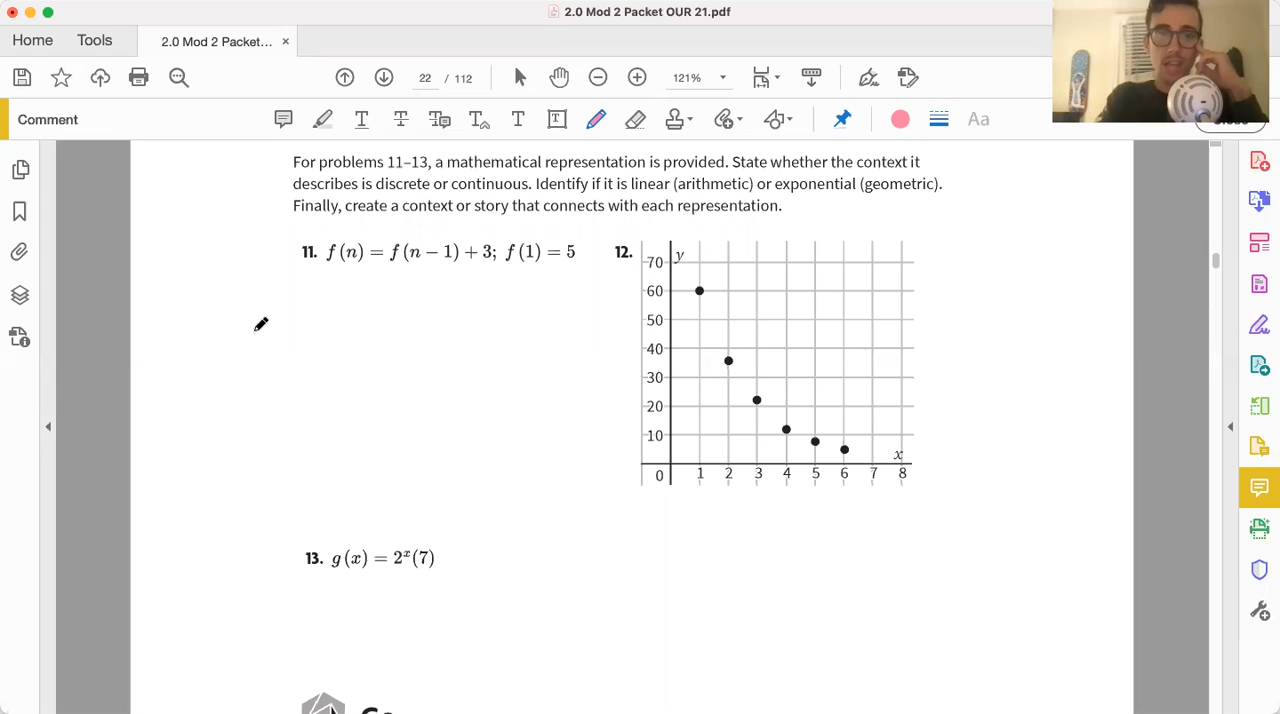 2.0 Mod 2 Packet OUR 21.pdf
Home
Tools
2.0 Mod 2 Packet... ×
22 / 112
121%
Comment
T T T T T T
Aa
For problems 11–13, a mathematical representation is provided. State whether the context it
describes is discrete or continuous. Identify if it is linear (arithmetic) or exponential (geometric).
Finally, create a context or story that connects with each representation.
11. f(n) = f(n − 1) + 3; f(1) = 5
12.
y
70
60
50
40
30
20
10
x
0 1 2 3 4 5 6 7 8
13. g(x) = 2ˣ(7)